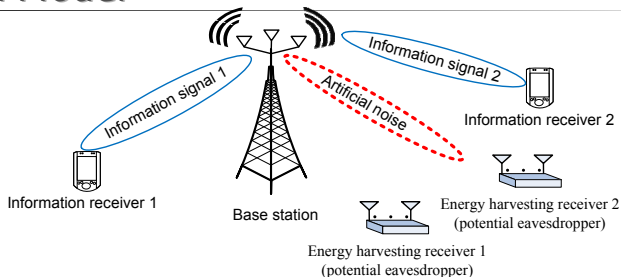 Information signal 1
Information signal 2
Artificial noise
Information receiver 2
Information receiver 1
Base station
Energy harvesting receiver 2
(potential eavesdropper)
Energy harvesting receiver 1
(potential eavesdropper)